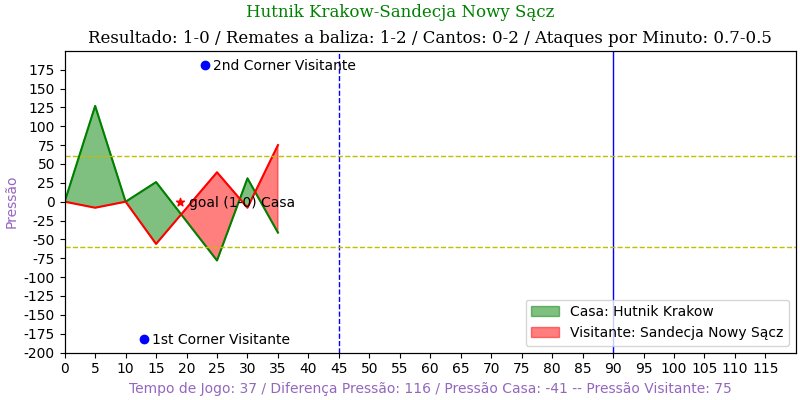 Hutnik Krakow-Sandecja Nowy Sącz
Resultado: 1-0 / Remates a baliza: 1-2 / Cantos: 0-2 / Ataques por Minuto: 0.7-0.5
Pressão
175
150
125
100
75
50
25
0
-25
-50
-75
-100
-125
-150
-175
-200
2nd Corner Visitante
goal (1-0) Casa
1st Corner Visitante
Casa: Hutnik Krakow
Visitante: Sandecja Nowy Sącz
0 5 10 15 20 25 30 35 40 45 50 55 60 65 70 75 80 85 90 95 100 105 110 115
Tempo de Jogo: 37 / Diferença Pressão: 116 / Pressão Casa: -41 -- Pressão Visitante: 75